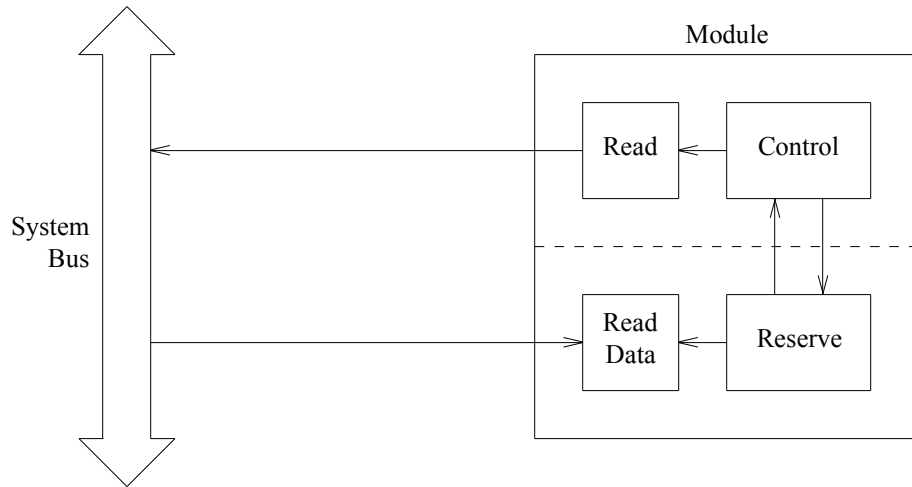 Module
Read
Control
System
Bus
Read
Data
Reserve